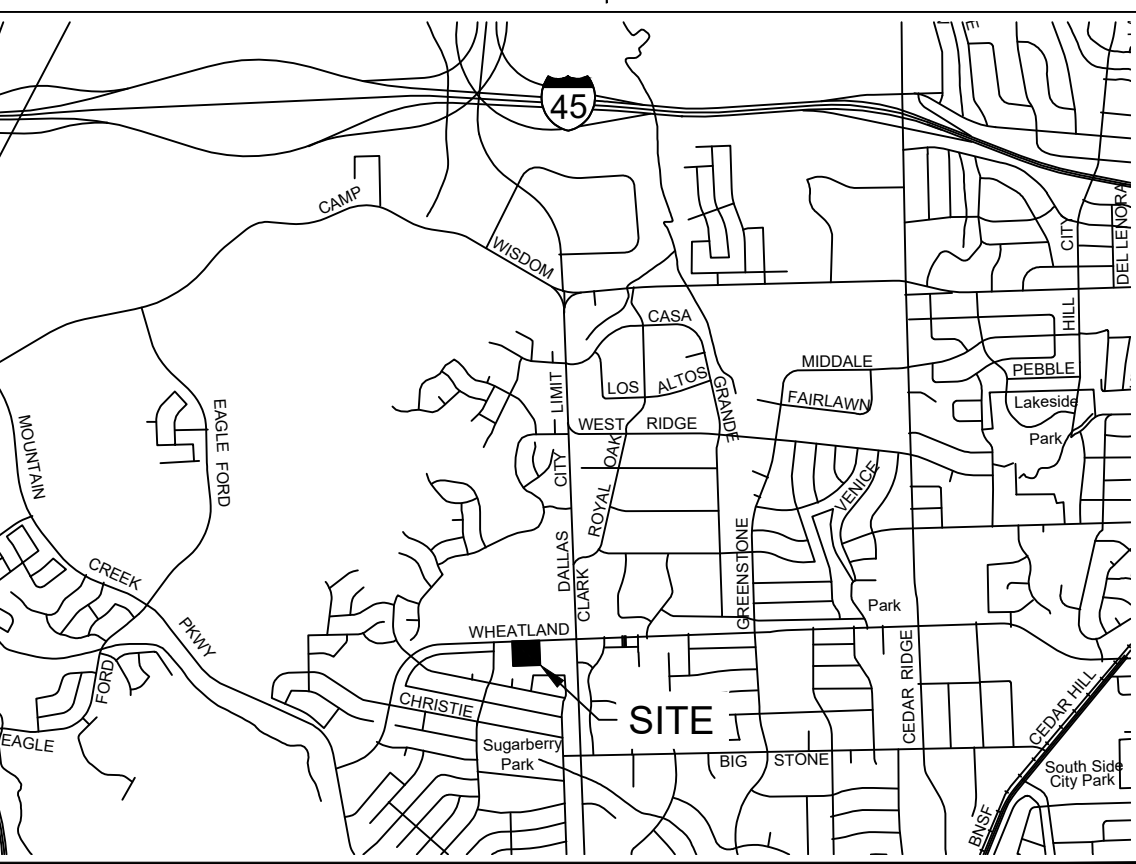 45
CAMP
WISDOM
CITY
DEL LENORA
HILL
CASA
MIDDALE
PEBBLE
LOS ALTOS
GRANDE
FAIRLAWN
Lakeside
Park
LIMIT
WEST RIDGE
MOUNTAIN
EAGLE FORD
CITY
ROYAL OAK
VENICE
CREEK
DALLAS
CLARK
GREENSTONE
Park
PKWY
WHEATLAND
FORD
CEDAR RIDGE
CEDAR HILL
CHRISTIE
SITE
EAGLE
Sugarberry
Park
BIG STONE
South Side
City Park
BNSF